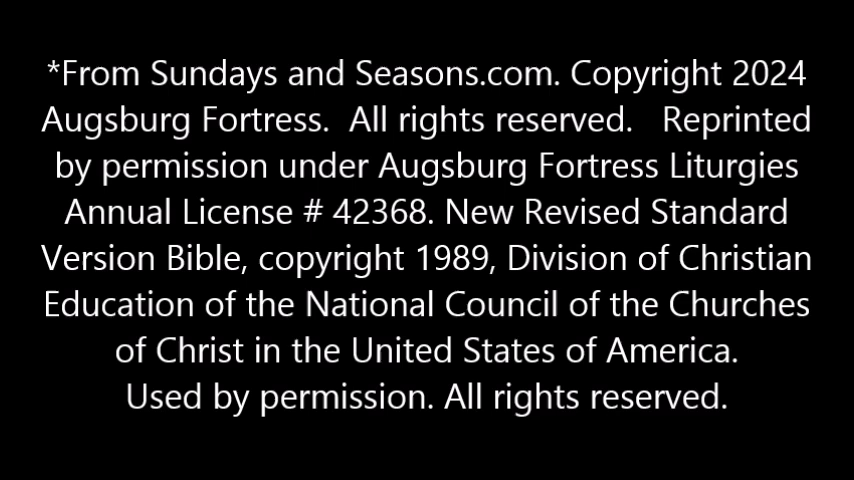 *From Sundays and Seasons.com. Copyright 2024
Augsburg Fortress.  All rights reserved.   Reprinted
by permission under Augsburg Fortress Liturgies
Annual License # 42368. New Revised Standard
Version Bible, copyright 1989, Division of Christian
Education of the National Council of the Churches
of Christ in the United States of America.
Used by permission. All rights reserved.